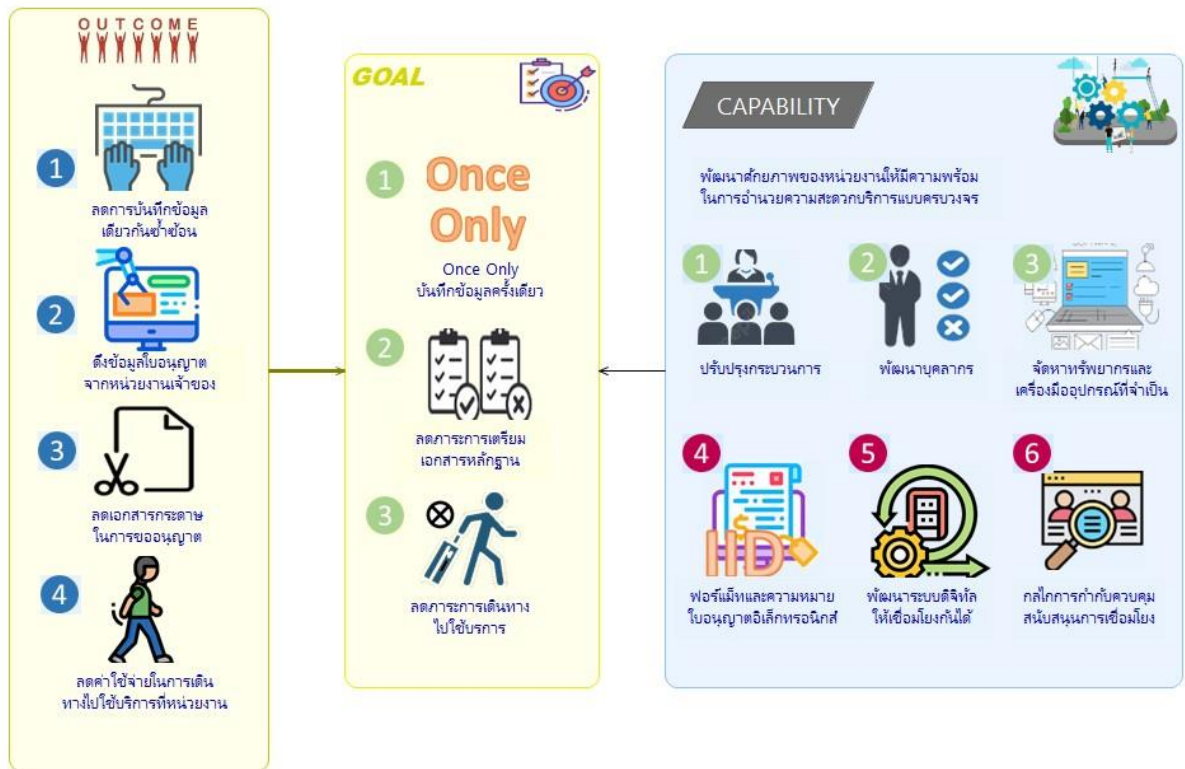 OUTCOME
1
ลดการบันทึกข้อมูล
เดียวกันซ้ำซ้อน
2
ดึงข้อมูลใบอนุญาต
จากหน่วยงานเจ้าของ
3
ลดเอกสารกระดาษ
ในการขออนุญาต
4
ลดค่าใช้จ่ายในการเดิน
ทางไปใช้บริการที่หน่วยงาน
GOAL
1
Once
Only
Once Only
บันทึกข้อมูลครั้งเดียว
2
ลดภาระการเตรียม
เอกสารหลักฐาน
3
ลดภาระการเดินทาง
ไปใช้บรการ
CAPABILITY
พัฒนาศักยภาพของหน่วยงานให้มีความพร้อม
ในการอำนวยความสะดวกบริการแบบครบวงจร
1
ปรับปรุงกระบวนการ
2
พัฒนาบุคลากร
3
จัดหาทรัพยากรและ
เครื่องมืออุปกรณ์ที่จำเป็น
4
HD
ฟอร์แม็ทและความหมาย
ใบอนุญาตอิเล็กทรอนิกส์
5
พัฒนาระบบดิจิทัล
ให้เชื่อมโยงกันได้
6
กลไกการกำกับควบคุม
สนับสนุนการเชื่อมโยง